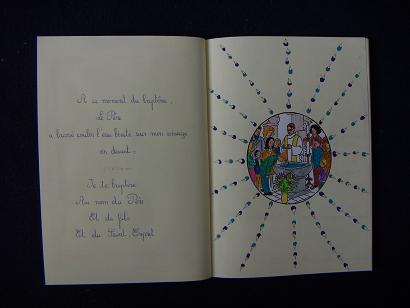 A ce moment du baptême,
Le Père
a laissé couler l'eau bénite sur mon visage
en disant :
Je te baptise
Au nom du Père
Et du fils
Et du Saint-Esprit